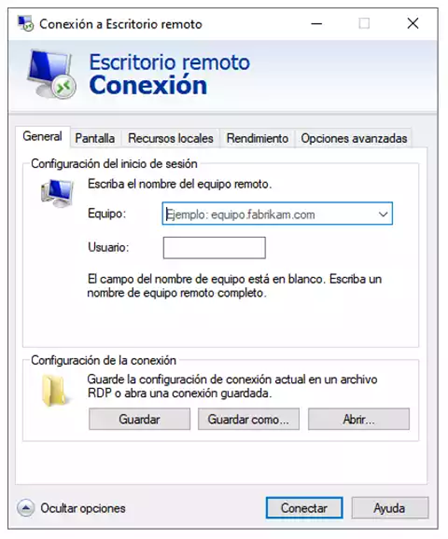 Conexión a Escritorio remoto
Escritorio remoto
Conexión
General Pantalla Recursos locales Rendimiento Opciones avanzadas
Configuración del inicio de sesión
Escriba el nombre del equipo remoto.
Equipo: Ejemplo: equipo.fabrikam.com
Usuario:
El campo del nombre de equipo está en blanco. Escriba un
nombre de equipo remoto completo.
Configuración de la conexión
Guarde la configuración de conexión actual en un archivo
RDP o abra una conexión guardada.
Guardar Guardar como... Abrir...
Ocultar opciones Conectar Ayuda